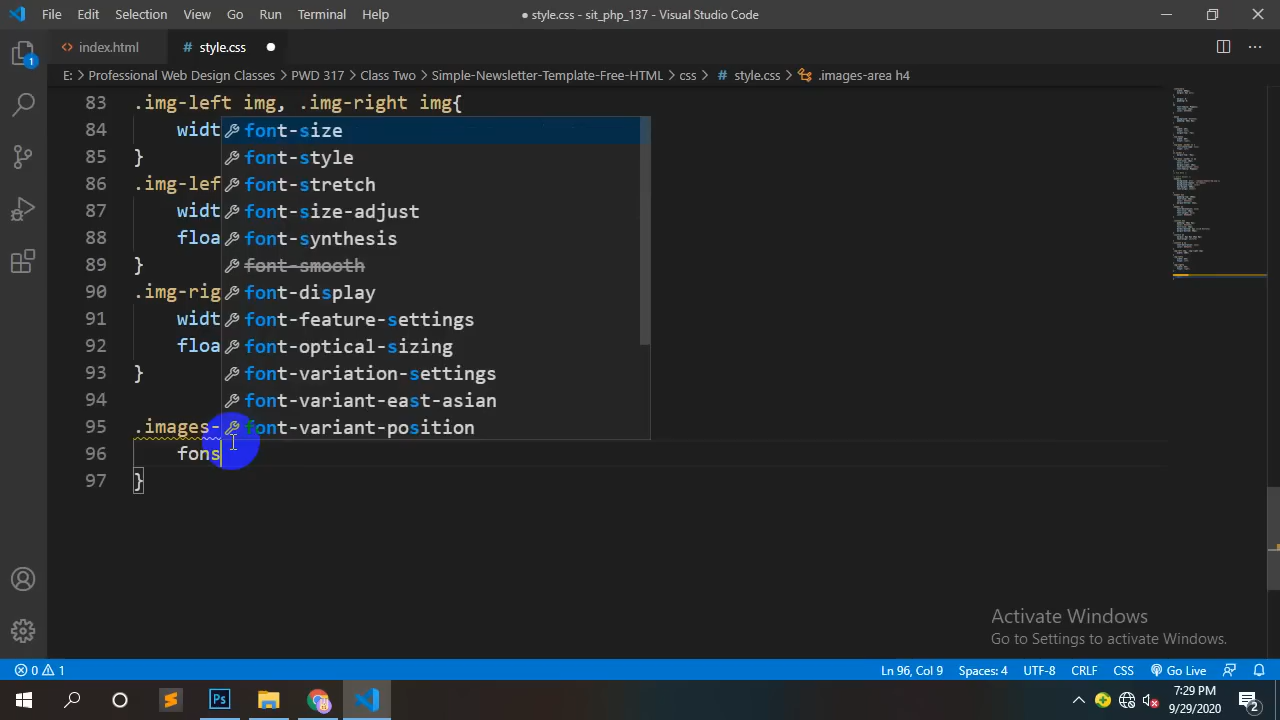 File Edit Selection View Go Run Terminal Help
● style.css - sit_php_137 - Visual Studio Code
<> index.html
# style.css ●
E: > Professional Web Design Classes > PWD 317 > Class Two > Simple-Newsletter-Template-Free-HTML > css > # style.css > .images-area h4
83 .img-left img, .img-right img{
84 widt
font-size
85 }
font-style
86 .img-lef
font-stretch
87 widt
font-size-adjust
88 floa
font-synthesis
89 }
font-smooth
90 .img-rig
font-display
91 widt
font-feature-settings
92 floa
font-optical-sizing
93 }
font-variation-settings
94
font-variant-east-asian
95 .images-
font-variant-position
96 fons
97 }
Activate Windows
Go to Settings to activate Windows.
1
0 1
Ln 96, Col 9 Spaces: 4 UTF-8 CRLF CSS Go Live
Ps
7:29 PM
9/29/2020
2